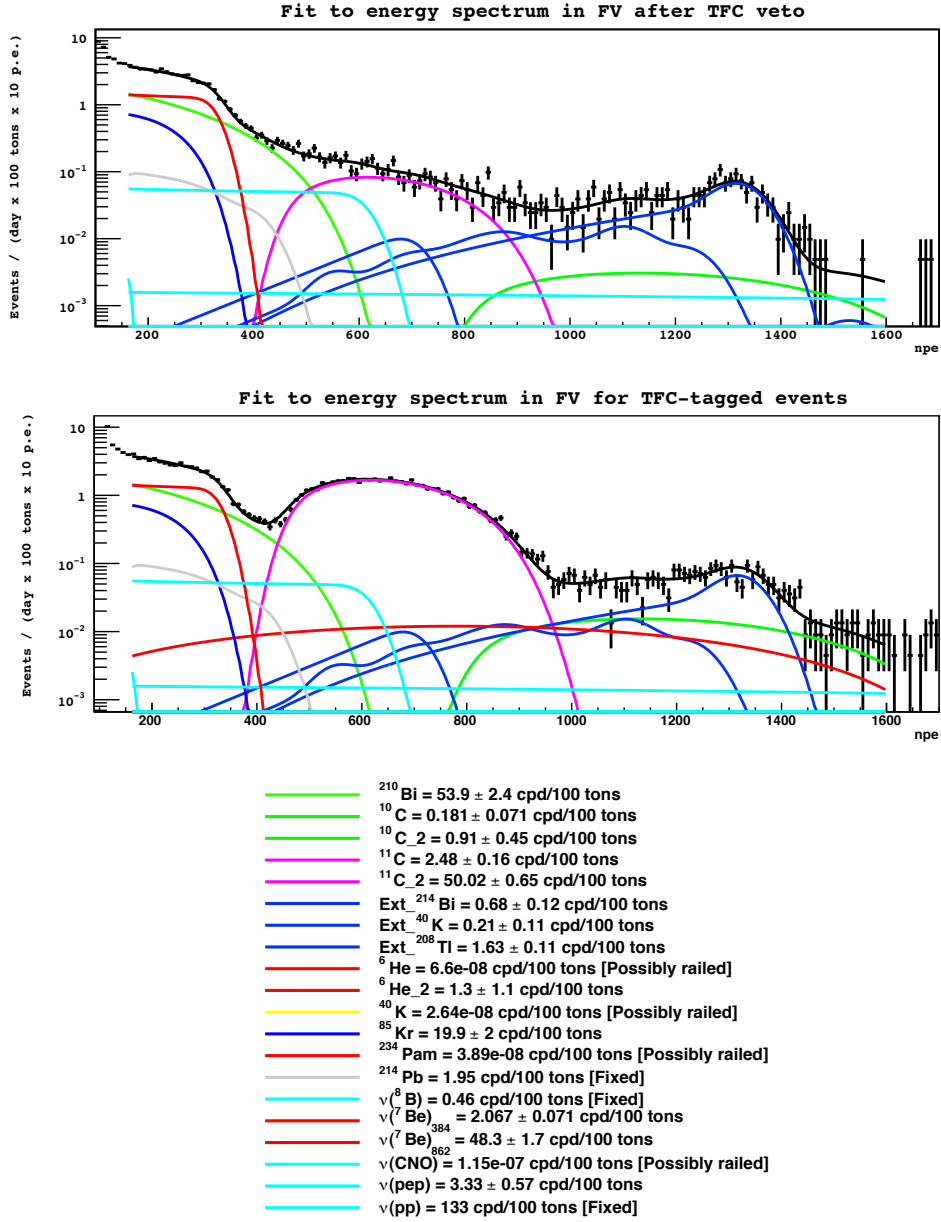 Fit to energy spectrum in FV after TFC veto
Events / (day x 100 tons x 10 p.e.)
10
1
10⁻¹
10⁻²
10⁻³
200 400 600 800 1000 1200 1400 1600
npe
Fit to energy spectrum in FV for TFC-tagged events
Events / (day x 100 tons x 10 p.e.)
10
1
10⁻¹
10⁻²
10⁻³
200 400 600 800 1000 1200 1400 1600
npe
²¹⁰Bi = 53.9 ± 2.4 cpd/100 tons
¹⁰C = 0.181 ± 0.071 cpd/100 tons
¹⁰C_2 = 0.91 ± 0.45 cpd/100 tons
¹¹C = 2.48 ± 0.16 cpd/100 tons
¹¹C_2 = 50.02 ± 0.65 cpd/100 tons
Ext_²¹⁴Bi = 0.68 ± 0.12 cpd/100 tons
Ext_⁴⁰K = 0.21 ± 0.11 cpd/100 tons
Ext_²⁰⁸Tl = 1.63 ± 0.11 cpd/100 tons
⁶He = 6.6e-08 cpd/100 tons [Possibly railed]
⁶He_2 = 1.3 ± 1.1 cpd/100 tons
⁴⁰K = 2.64e-08 cpd/100 tons [Possibly railed]
⁸⁵Kr = 19.9 ± 2 cpd/100 tons
²³⁴Pam = 3.89e-08 cpd/100 tons [Possibly railed]
²¹⁴Pb = 1.95 cpd/100 tons [Fixed]
ν(⁸B) = 0.46 cpd/100 tons [Fixed]
ν(⁷Be)₃₈₄ = 2.067 ± 0.071 cpd/100 tons
ν(⁷Be)₈₆₂ = 48.3 ± 1.7 cpd/100 tons
ν(CNO) = 1.15e-07 cpd/100 tons [Possibly railed]
ν(pep) = 3.33 ± 0.57 cpd/100 tons
ν(pp) = 133 cpd/100 tons [Fixed]